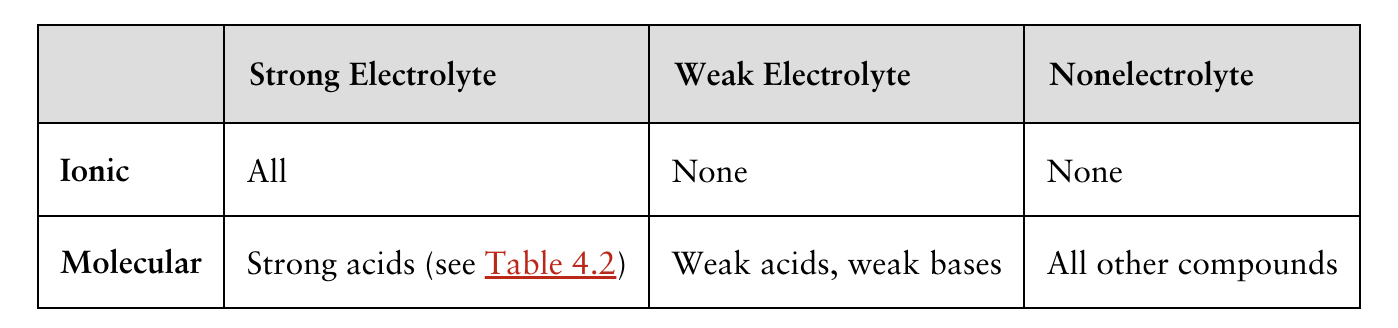 Strong Electrolyte Weak Electrolyte Nonelectrolyte
Ionic All None None
Molecular Strong acids (see Table 4.2) Weak acids, weak bases All other compounds